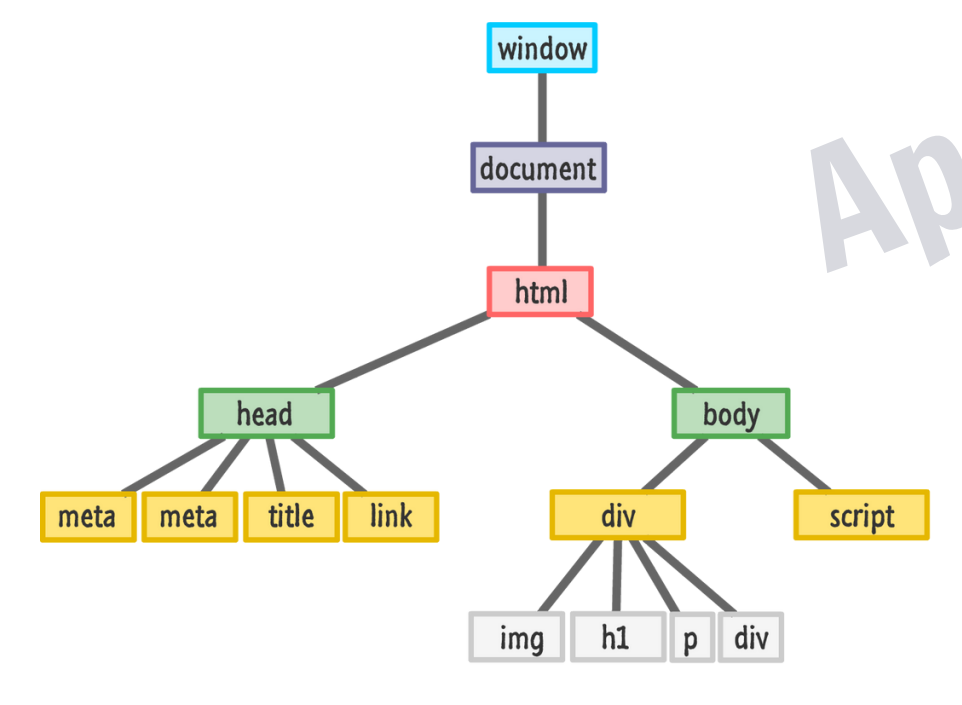 window
document
html
head body
meta meta title link div script
img h1 p div
Ap